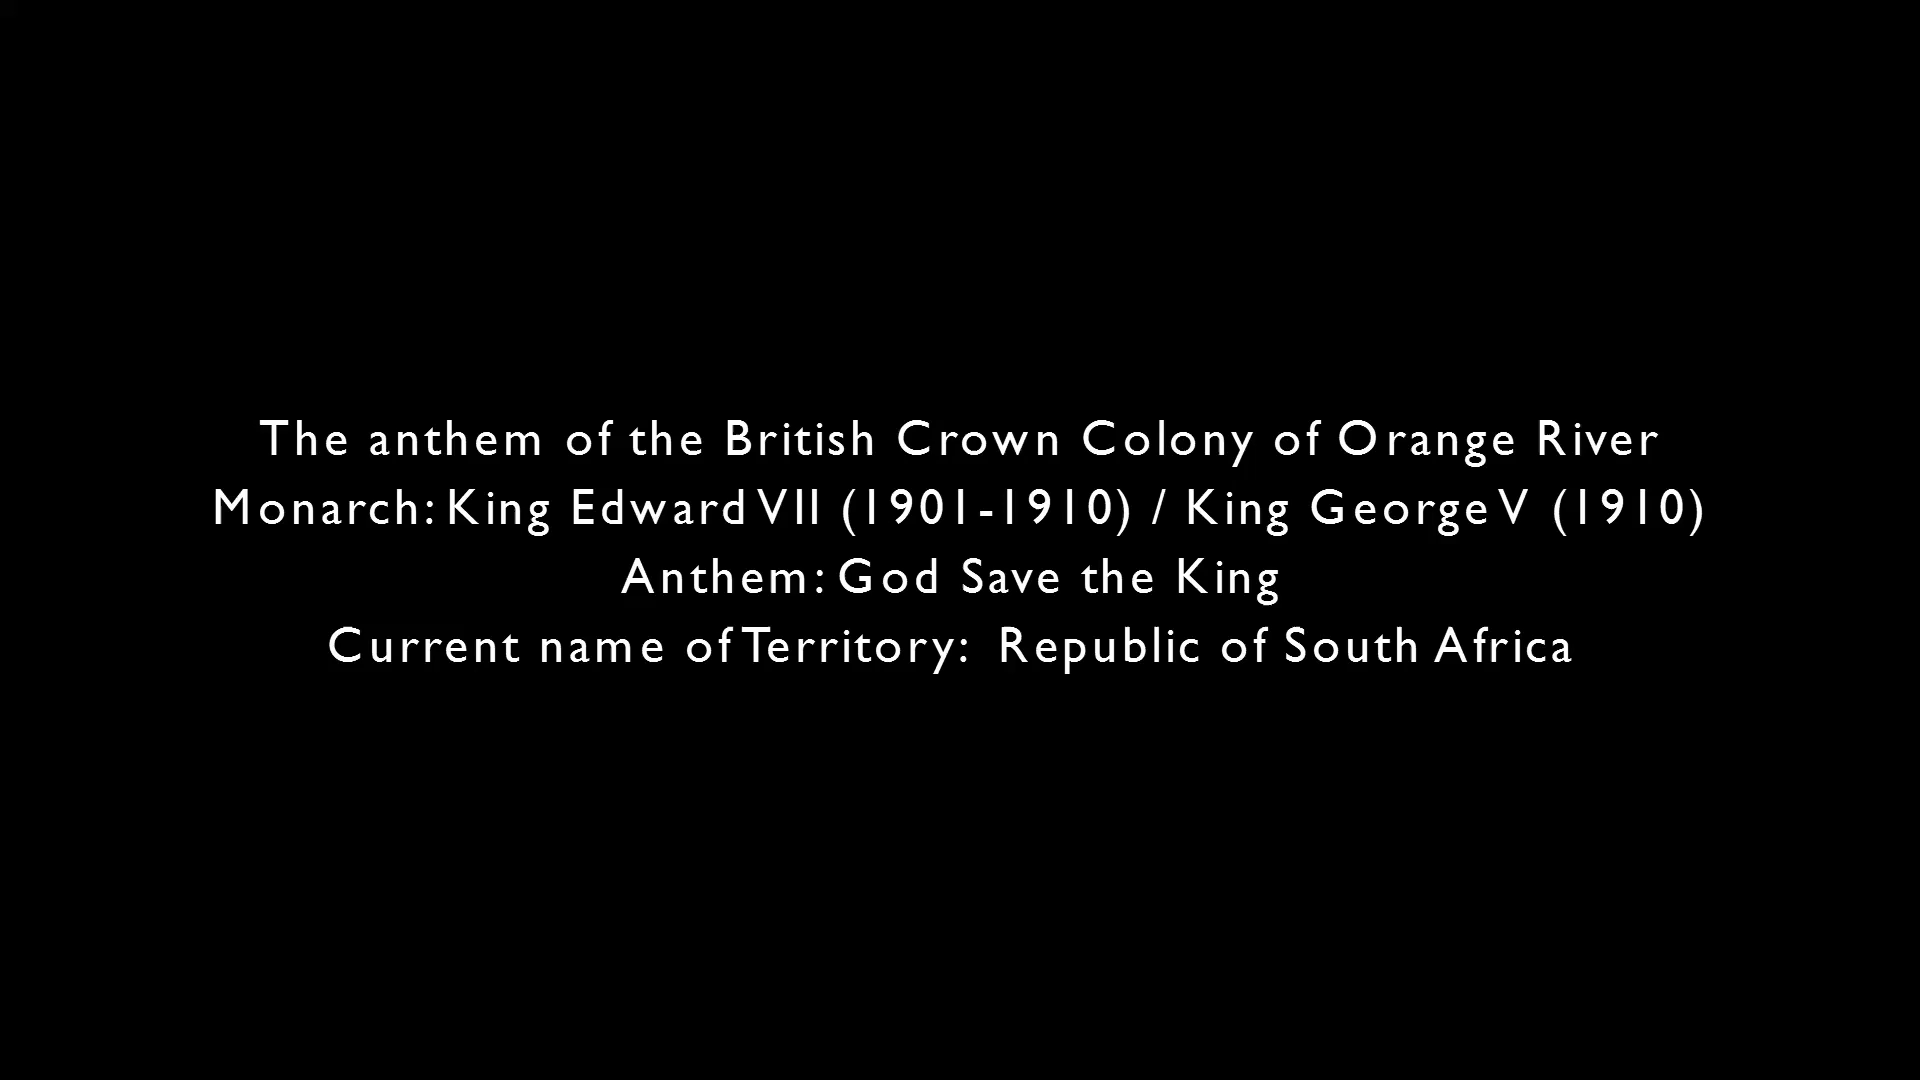 The anthem of the British Crown Colony of Orange River
Monarch: King Edward VII (1901-1910) / King George V (1910)
Anthem: God Save the King
Current name of Territory: Republic of South Africa